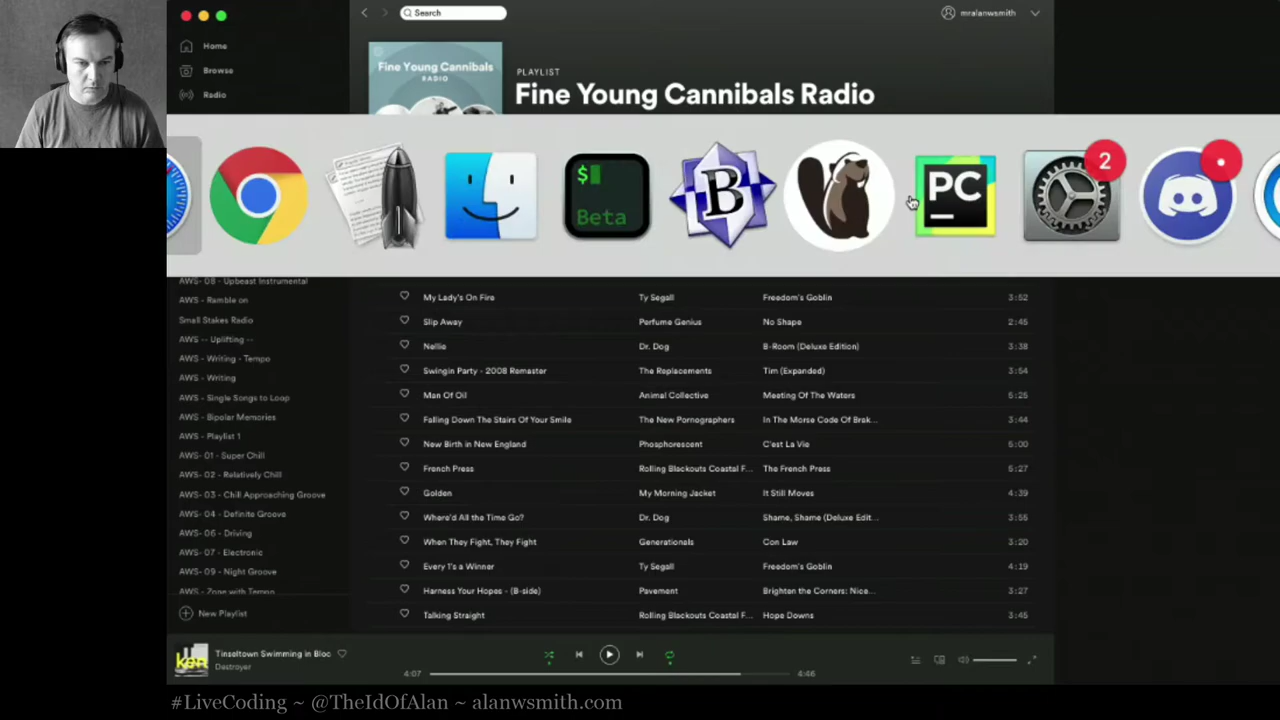 Search
mralanwsmith
Home
Browse
Radio
Fine Young Cannibals
RADIO
PLAYLIST
Fine Young Cannibals Radio
$
Beta
B
PC
2
AWS- 08 - Upbeat Instrumental
AWS - Ramble on
Small Stakes Radio
AWS -- Uplifting --
AWS - Writing - Tempo
AWS - Writing
AWS - Single Songs to Loop
AWS - Bipolar Memories
AWS - Playlist 1
AWS- 01 - Super Chill
AWS - 02 - Relatively Chill
AWS- 03 - Chill Approaching Groove
AWS- 04 - Definite Groove
AWS- 06 - Driving
AWS- 07 - Electronic
AWS- 09 - Night Groove
AWS - Zone with Tempo
New Playlist
My Lady's On Fire Ty Segall Freedom's Goblin 3:52
Slip Away Perfume Genius No Shape 2:45
Nellie Dr. Dog B-Room (Deluxe Edition) 3:38
Swingin Party - 2008 Remaster The Replacements Tim (Expanded) 3:54
Man Of Oil Animal Collective Meeting Of The Waters 5:25
Falling Down The Stairs Of Your Smile The New Pornographers In The Morse Code Of Brak... 3:44
New Birth in New England Phosphorescent C'est La Vie 5:00
French Press Rolling Blackouts Coastal F... The French Press 5:27
Golden My Morning Jacket It Still Moves 4:39
Where'd All the Time Go? Dr. Dog Shame, Shame (Deluxe Edit... 3:55
When They Fight, They Fight Generationals Con Law 3:20
Every 1's a Winner Ty Segall Freedom's Goblin 4:19
Harness Your Hopes - (B-side) Pavement Brighten the Corners: Nice... 3:27
Talking Straight Rolling Blackouts Coastal F... Hope Downs 3:45
ken
Tinseltown Swimming in Bloc
Destroyer
4:07
4:46
#LiveCoding ~ @TheIdOfAlan ~ alanwsmith.com